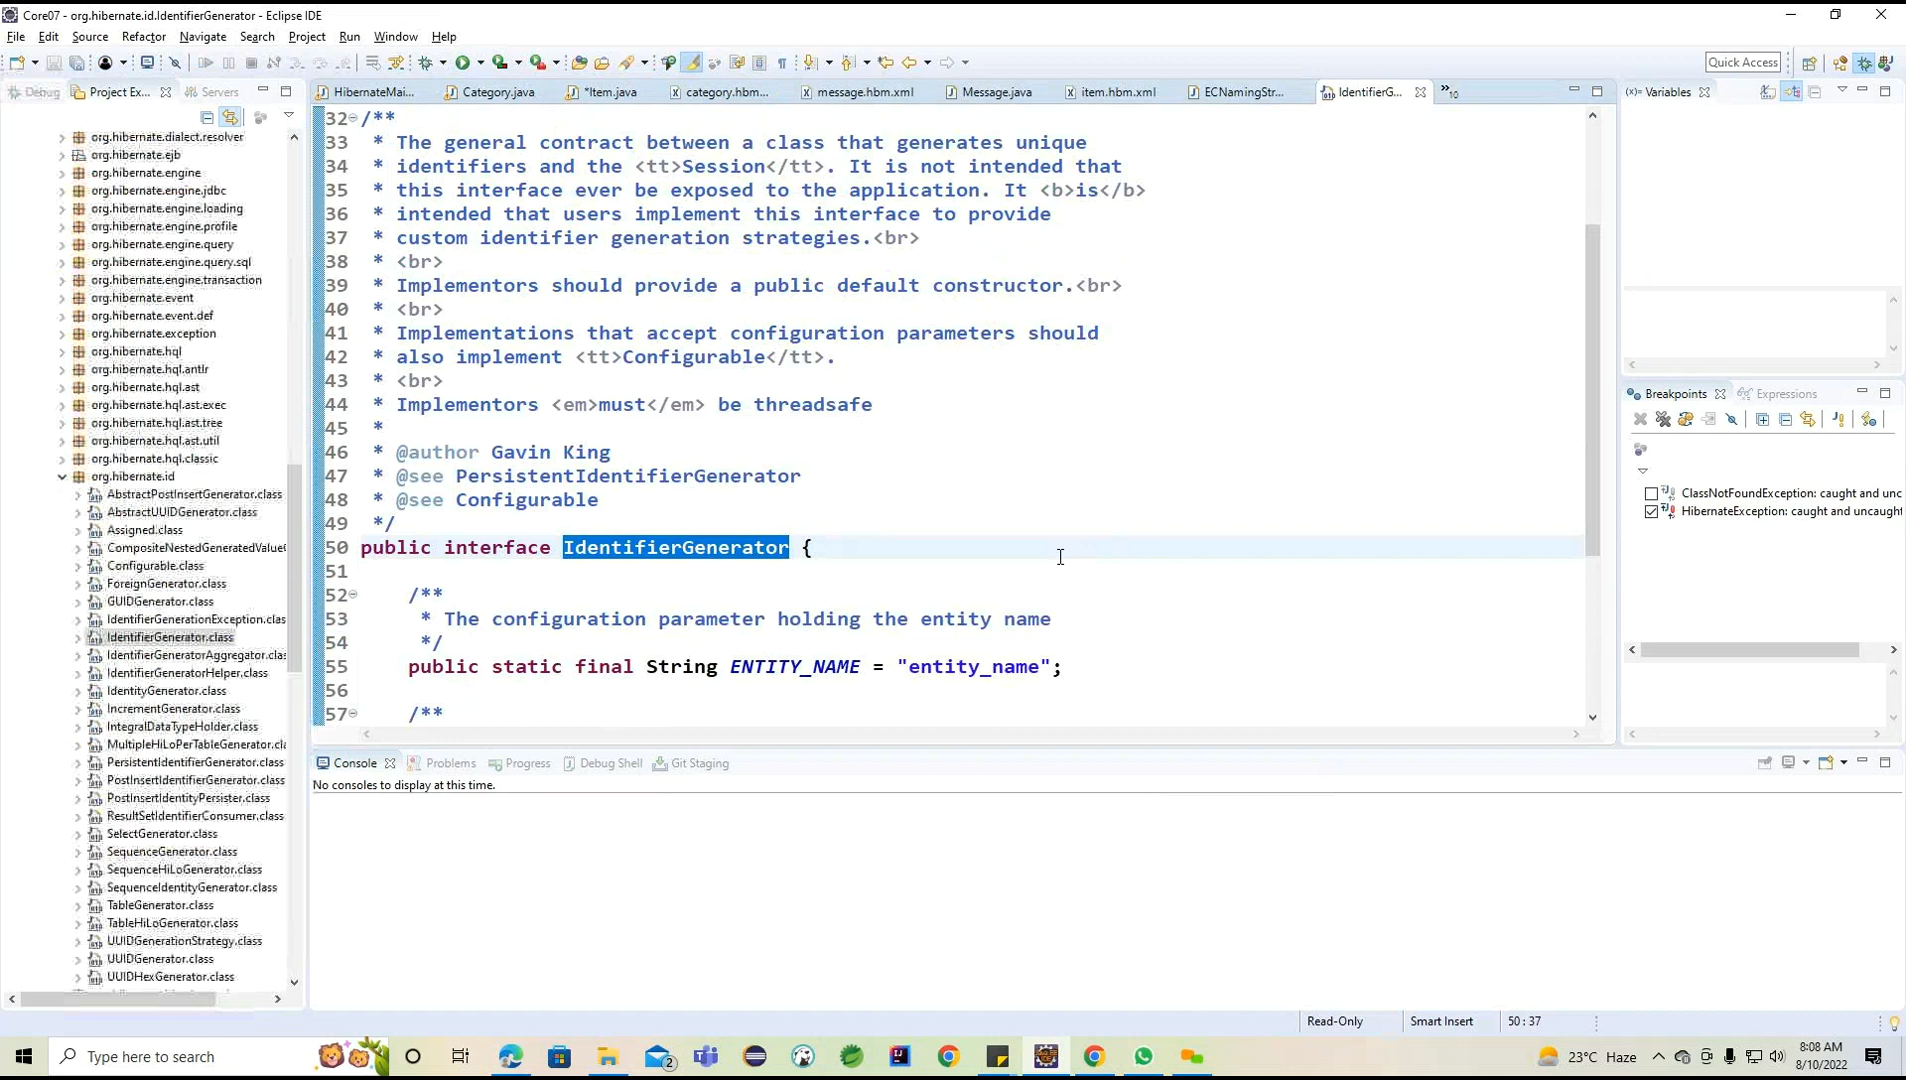 Core07 - org.hibernate.id.IdentifierGenerator - Eclipse IDE
File Edit Source Refactor Navigate Search Project Run Window Help
Quick Access
Debug Project Ex... Servers
HibernateMai... Category.java *Item.java category.hbm... message.hbm.xml Message.java item.hbm.xml ECNamingStr... IdentifierG... »10
(x)= Variables
org.hibernate.dialect.resolver
org.hibernate.ejb
org.hibernate.engine
org.hibernate.engine.jdbc
org.hibernate.engine.loading
org.hibernate.engine.profile
org.hibernate.engine.query
org.hibernate.engine.query.sql
org.hibernate.engine.transaction
org.hibernate.event
org.hibernate.event.def
org.hibernate.exception
org.hibernate.hql
org.hibernate.hql.antlr
org.hibernate.hql.ast
org.hibernate.hql.ast.exec
org.hibernate.hql.ast.tree
org.hibernate.hql.ast.util
org.hibernate.hql.classic
org.hibernate.id
AbstractPostInsertGenerator.class
AbstractUUIDGenerator.class
Assigned.class
CompositeNestedGeneratedValueG
Configurable.class
ForeignGenerator.class
GUIDGenerator.class
IdentifierGenerationException.clas
IdentifierGenerator.class
IdentifierGeneratorAggregator.clas
IdentifierGeneratorHelper.class
IdentityGenerator.class
IncrementGenerator.class
IntegralDataTypeHolder.class
MultipleHiLoPerTableGenerator.cla
PersistentIdentifierGenerator.class
PostInsertIdentifierGenerator.class
PostInsertIdentityPersister.class
ResultSetIdentifierConsumer.class
SelectGenerator.class
SequenceGenerator.class
SequenceHiLoGenerator.class
SequenceIdentityGenerator.class
TableGenerator.class
TableHiLoGenerator.class
UUIDGenerationStrategy.class
UUIDGenerator.class
UUIDHexGenerator.class
32 /**
33 * The general contract between a class that generates unique
34 * identifiers and the <tt>Session</tt>. It is not intended that
35 * this interface ever be exposed to the application. It <b>is</b>
36 * intended that users implement this interface to provide
37 * custom identifier generation strategies.<br>
38 * <br>
39 * Implementors should provide a public default constructor.<br>
40 * <br>
41 * Implementations that accept configuration parameters should
42 * also implement <tt>Configurable</tt>.
43 * <br>
44 * Implementors <em>must</em> be threadsafe
45 *
46 * @author Gavin King
47 * @see PersistentIdentifierGenerator
48 * @see Configurable
49 */
50 public interface IdentifierGenerator {
51
52 /**
53 * The configuration parameter holding the entity name
54 */
55 public static final String ENTITY_NAME = "entity_name";
56
57 /**
Breakpoints Expressions
ClassNotFoundException: caught and unc
HibernateException: caught and uncaught
Console Problems Progress Debug Shell Git Staging
No consoles to display at this time.
Read-Only Smart Insert 50 : 37
Type here to search
2
23°C Haze
8:08 AM
8/10/2022